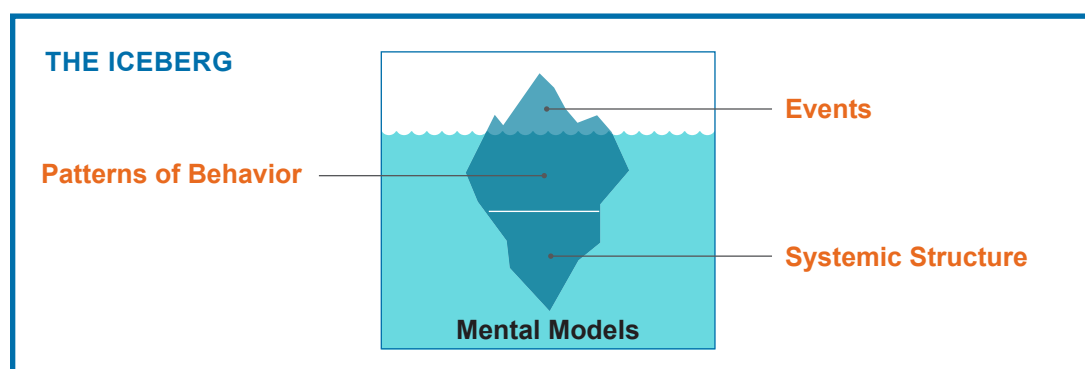 THE ICEBERG
Events
Patterns of Behavior
Systemic Structure
Mental Models